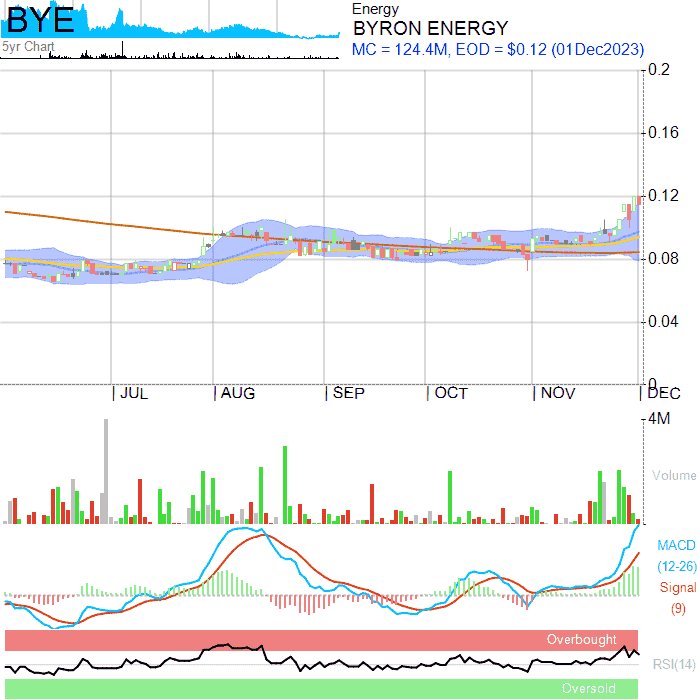 BYE
5yr Chart
Energy
BYRON ENERGY
MC = 124.4M, EOD = $0.12 (01Dec2023)
0.2
0.16
0.12
0.08
0.04
0
JUL AUG SEP OCT NOV DEC
4M
Volume
MACD
(12-26)
Signal
(9)
Overbought
RSI(14)
Oversold